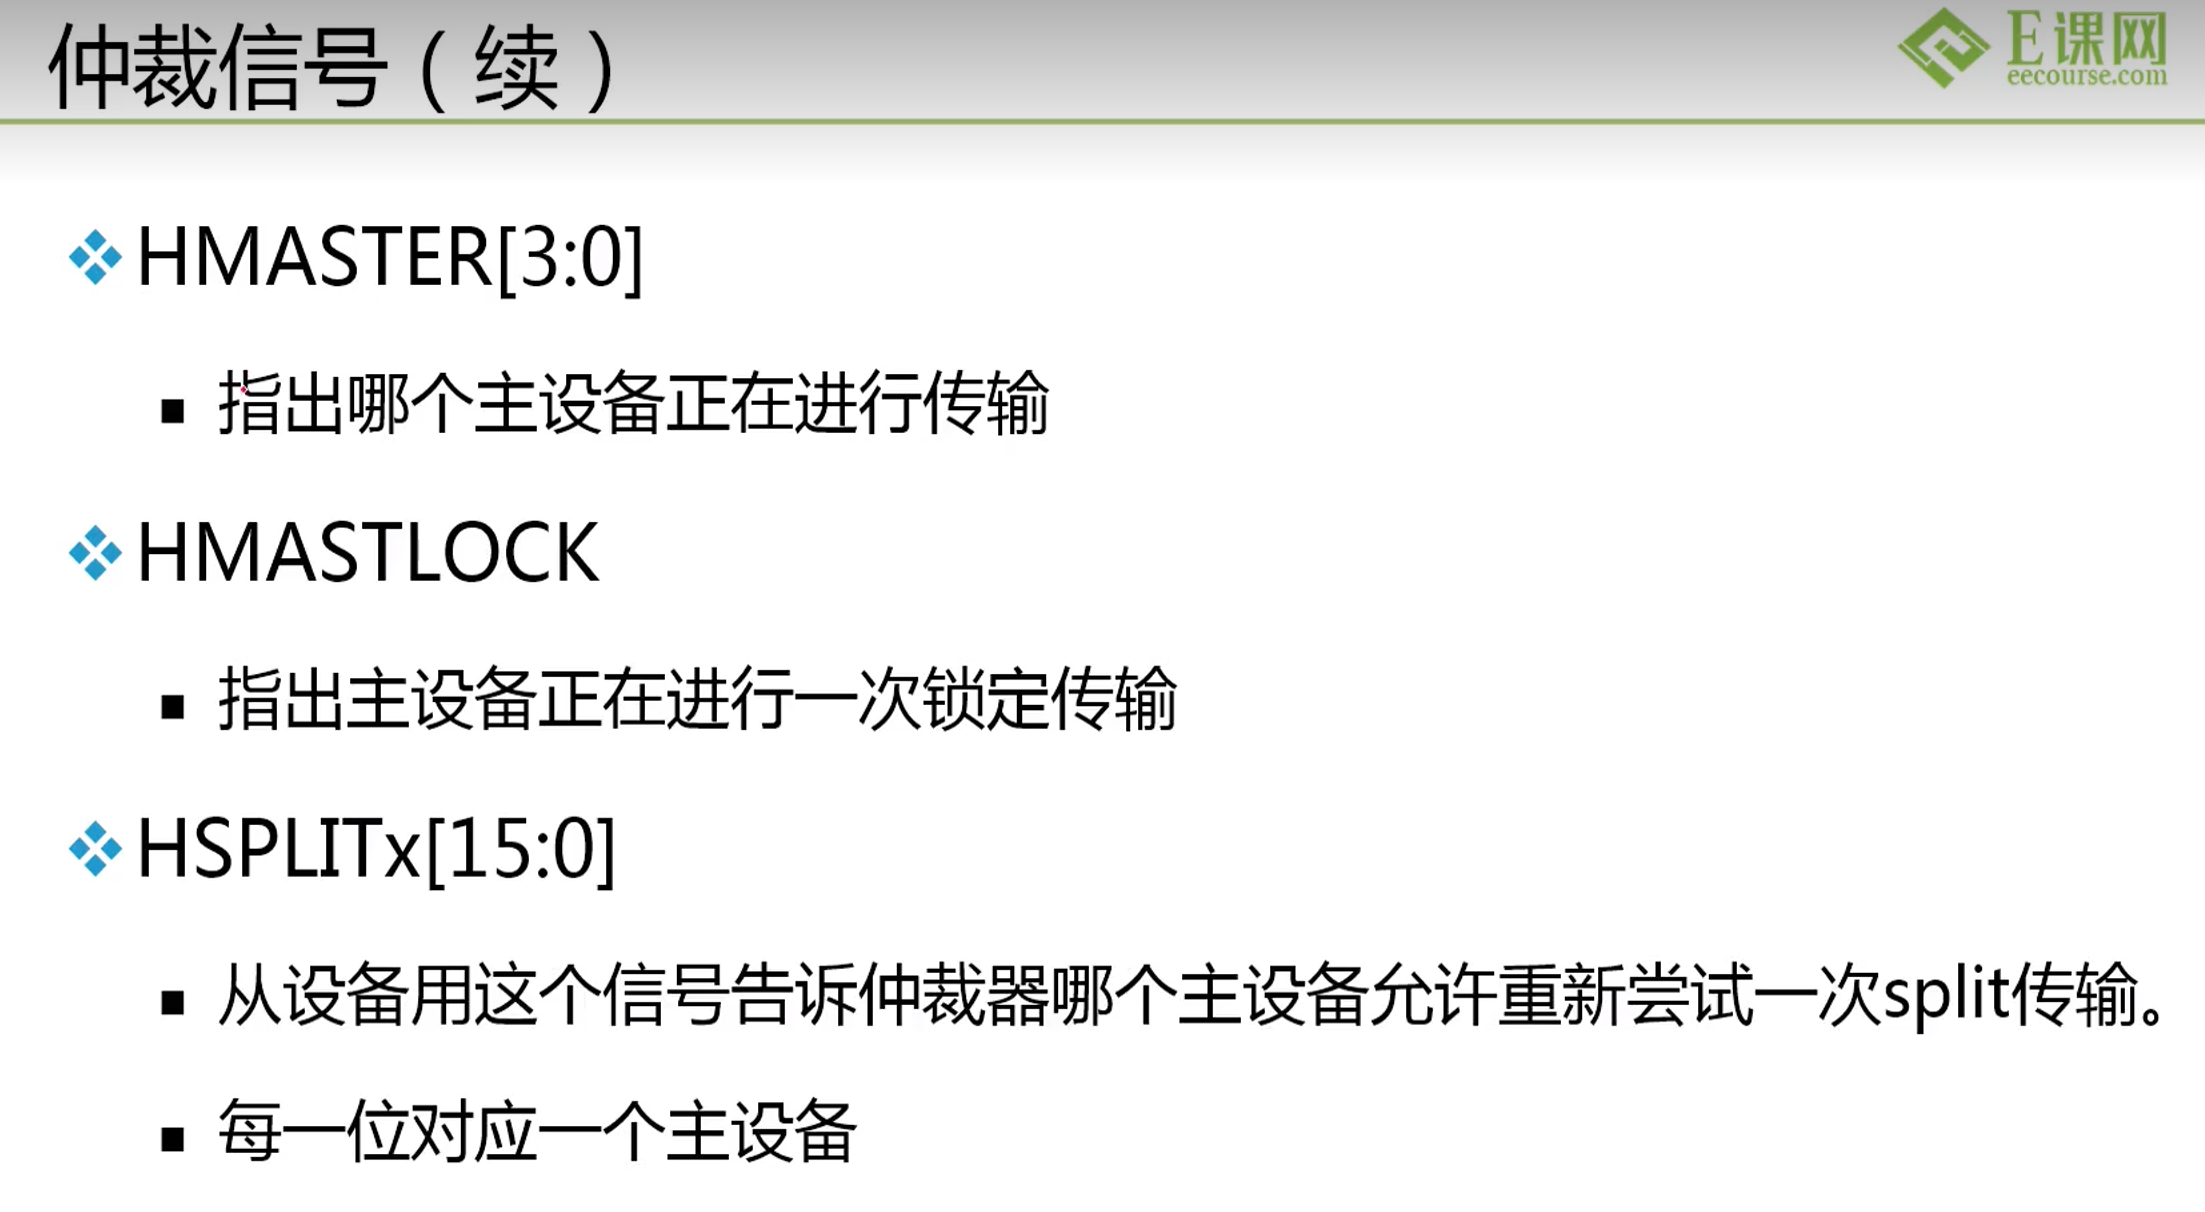 仲裁信号（续）
E课网
eecourse.com
HMASTER[3:0]
指出哪个主设备正在进行传输
HMASTLOCK
指出主设备正在进行一次锁定传输
HSPLITx[15:0]
从设备用这个信号告诉仲裁器哪个主设备允许重新尝试一次split传输。
每一位对应一个主设备